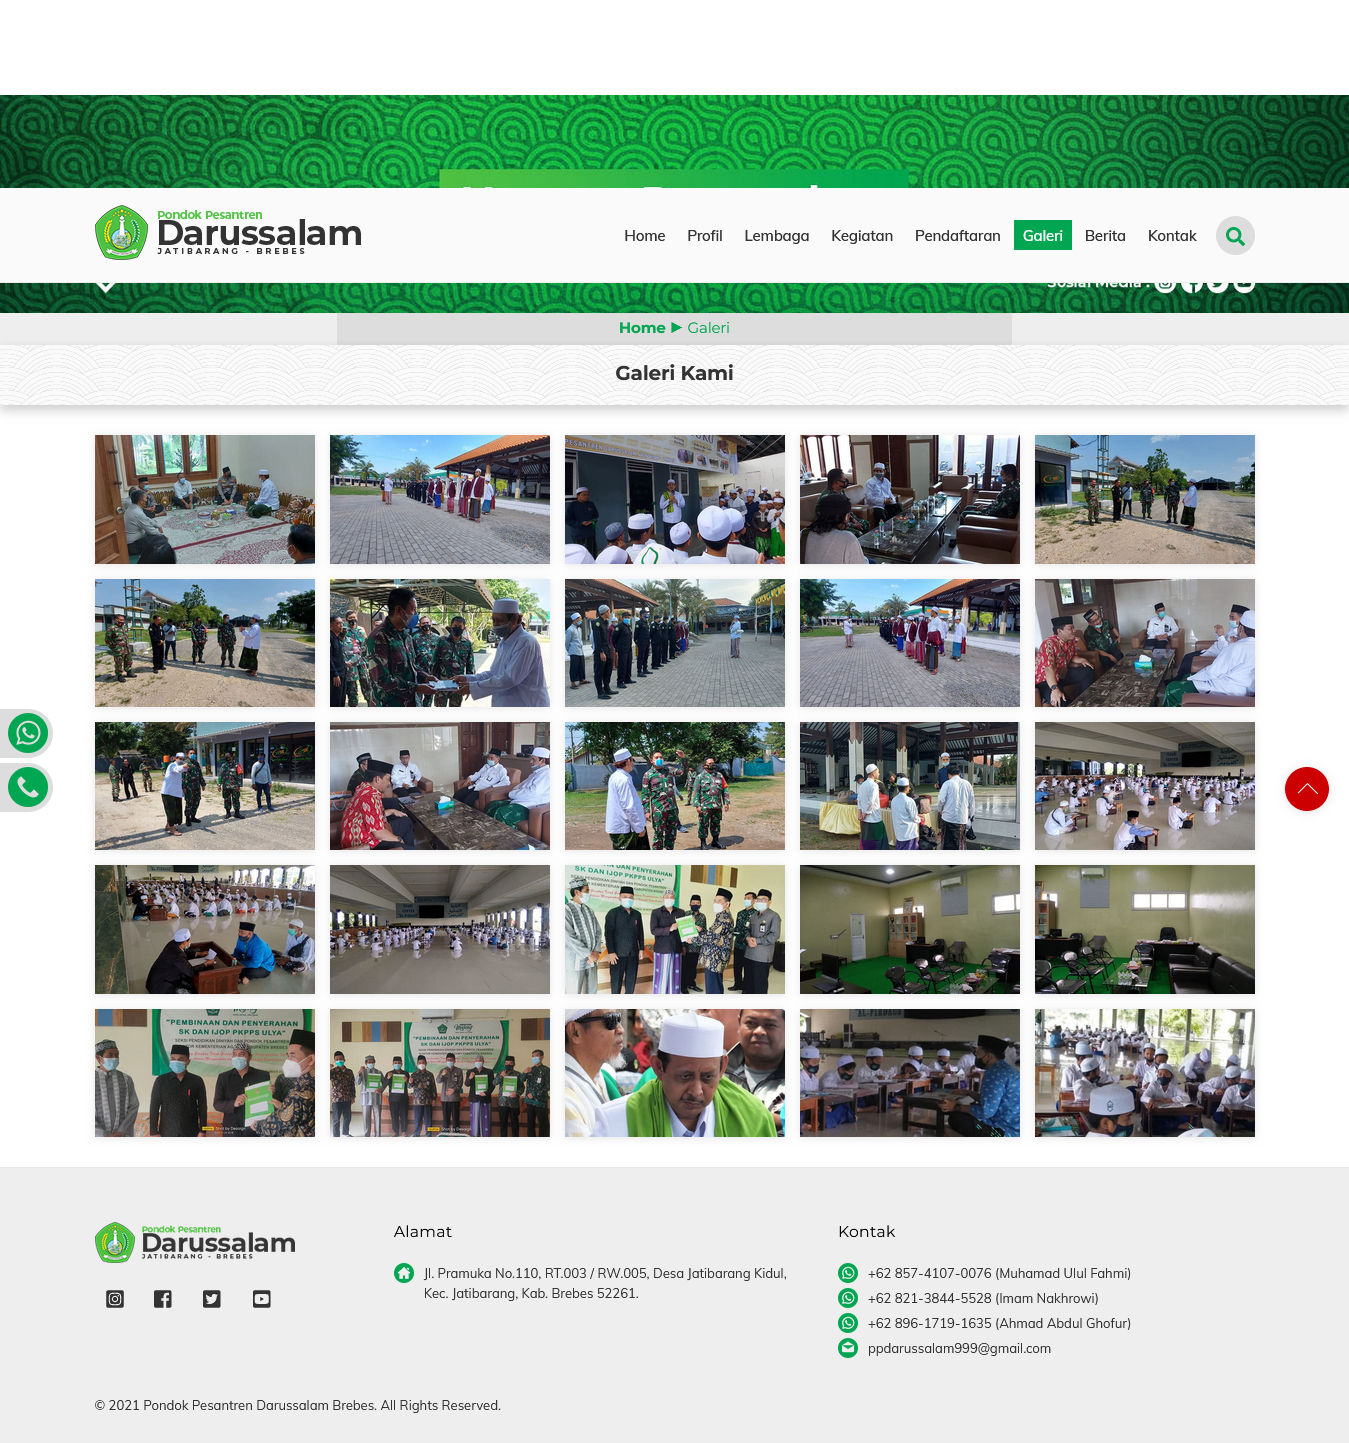 Pondok Pesantren
Darussalam
JATIBARANG - BREBES
Home Profil Lembaga Kegiatan Pendaftaran Galeri Berita Kontak
Sosial Media :
Home Galeri
Galeri Kami
SK DAN IJOP PKPPS ULYA"
"PEMBINAAN DAN PENYERAHAN
SK DAN IJOP PKPPS ULYA"
"PEMBINAAN DAN PENYERAHAN
SK DAN IJOP PKPPS ULYA"
Pondok Pesantren
Darussalam
JATIBARANG - BREBES
Alamat
Jl. Pramuka No.110, RT.003 / RW.005, Desa Jatibarang Kidul,
Kec. Jatibarang, Kab. Brebes 52261.
Kontak
+62 857-4107-0076 (Muhamad Ulul Fahmi)
+62 821-3844-5528 (Imam Nakhrowi)
+62 896-1719-1635 (Ahmad Abdul Ghofur)
ppdarussalam999@gmail.com
© 2021 Pondok Pesantren Darussalam Brebes. All Rights Reserved.